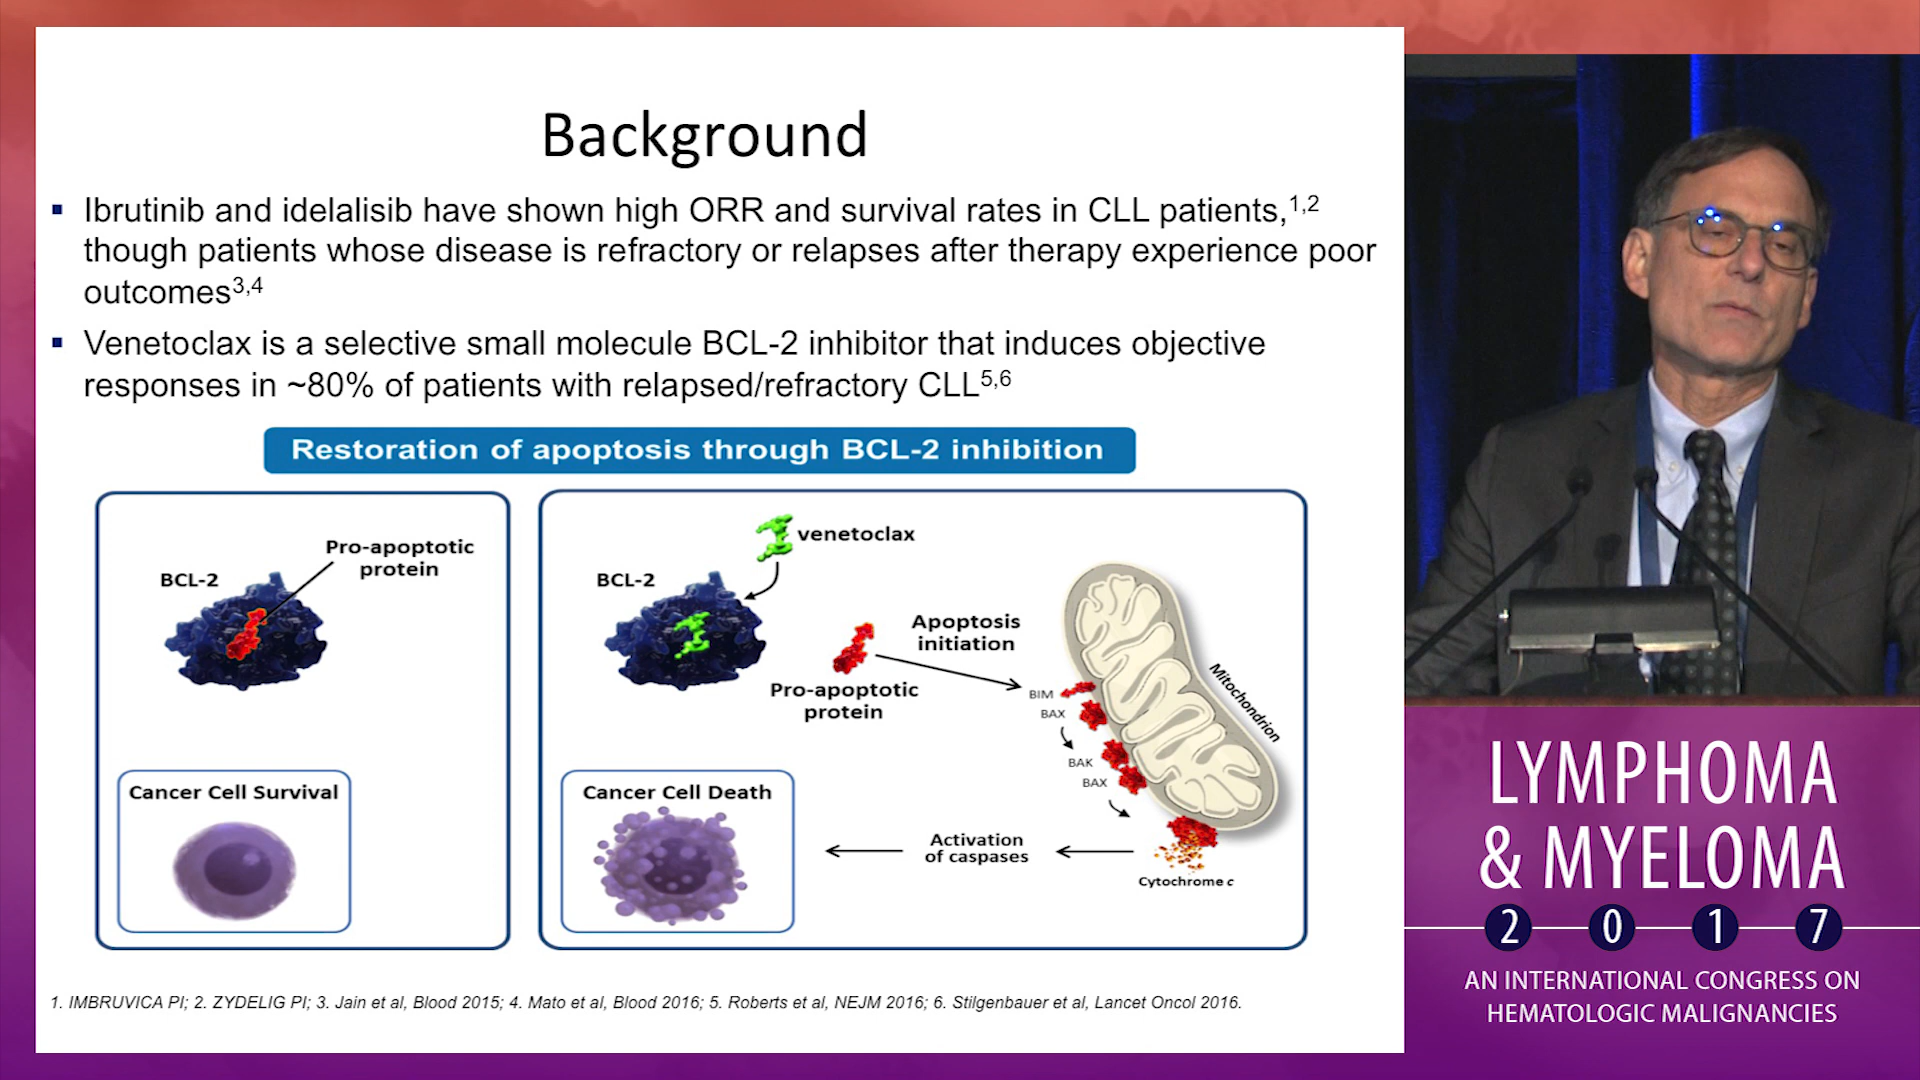 Background
▪ Ibrutinib and idelalisib have shown high ORR and survival rates in CLL patients,1,2
though patients whose disease is refractory or relapses after therapy experience poor
outcomes3,4
▪ Venetoclax is a selective small molecule BCL-2 inhibitor that induces objective
responses in ~80% of patients with relapsed/refractory CLL5,6
Restoration of apoptosis through BCL-2 inhibition
Pro-apoptotic
protein
BCL-2
Cancer Cell Survival
venetoclax
BCL-2
Apoptosis
initiation
Pro-apoptotic
protein
BIM
BAX
BAK
BAX
Mitochondrion
Cancer Cell Death
Activation
of caspases
Cytochrome c
1. IMBRUVICA PI; 2. ZYDELIG PI; 3. Jain et al, Blood 2015; 4. Mato et al, Blood 2016; 5. Roberts et al, NEJM 2016; 6. Stilgenbauer et al, Lancet Oncol 2016.
LYMPHOMA
& MYELOMA
2 0 1 7
AN INTERNATIONAL CONGRESS ON
HEMATOLOGIC MALIGNANCIES